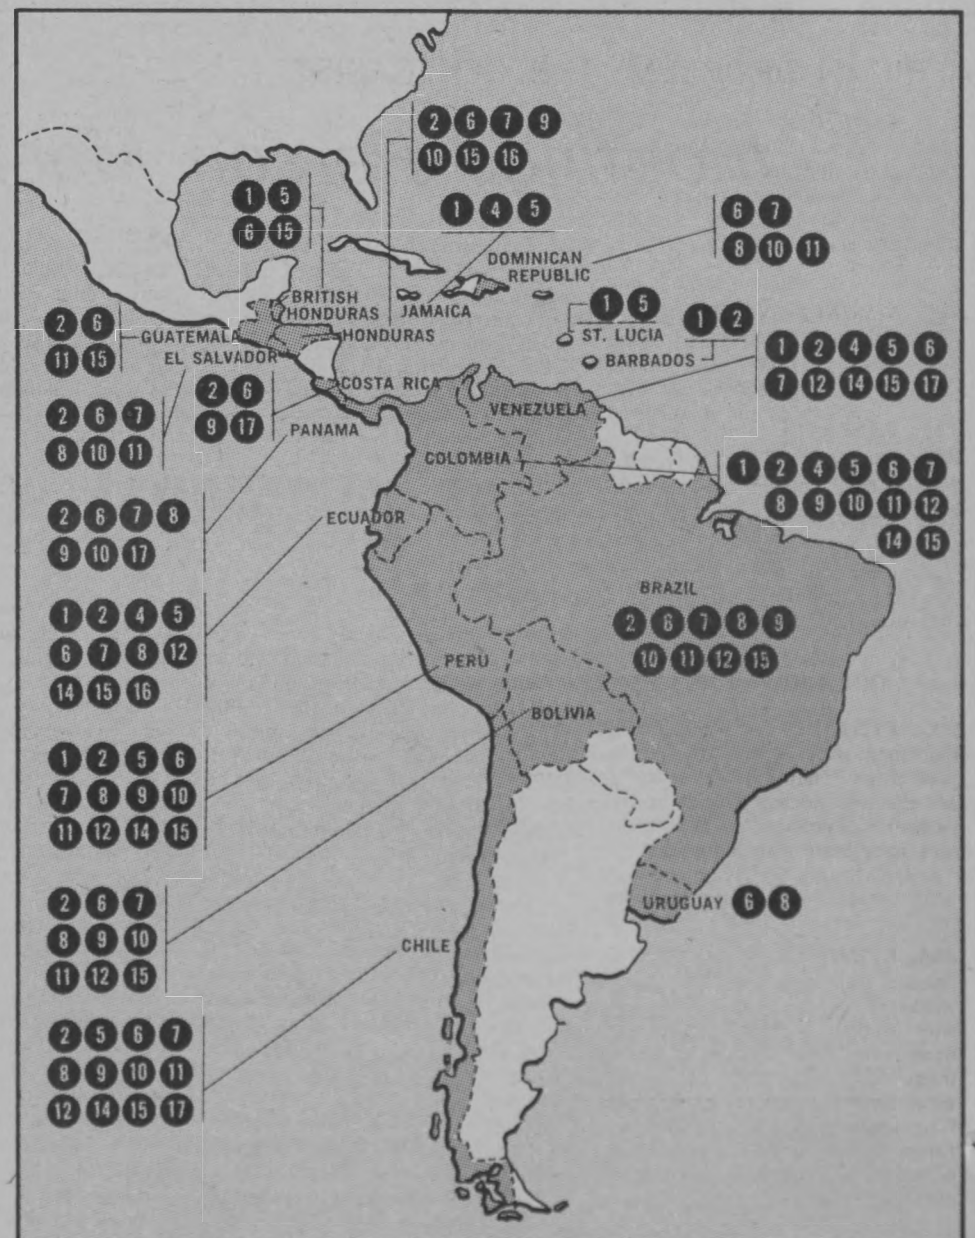 2 6 7 9
10 15 16
1 5
6 15
1 4 5
6 7
8 10 11
DOMINICAN
REPUBLIC
BRITISH
HONDURAS
JAMAICA
1 5
ST. LUCIA
1 2
BARBADOS
2 6
11 15
GUATEMALA
HONDURAS
EL SALVADOR
1 2 4 5 6
7 12 14 15 17
2 6
9 17
COSTA RICA
VENEZUELA
2 6 7
8 10 11
PANAMA
COLOMBIA
1 2 4 5 6 7
8 9 10 11 12
14 15
2 6 7 8
9 10 17
ECUADOR
BRAZIL
2 6 7 8 9
10 11 12 15
1 2 4 5
6 7 8 12
14 15 16
PERU
BOLIVIA
1 2 5 6
7 8 9 10
11 12 14 15
2 6 7
8 9 10
11 12 15
URUGUAY 6 8
CHILE
2 5 6 7
8 9 10 11
12 14 15 17